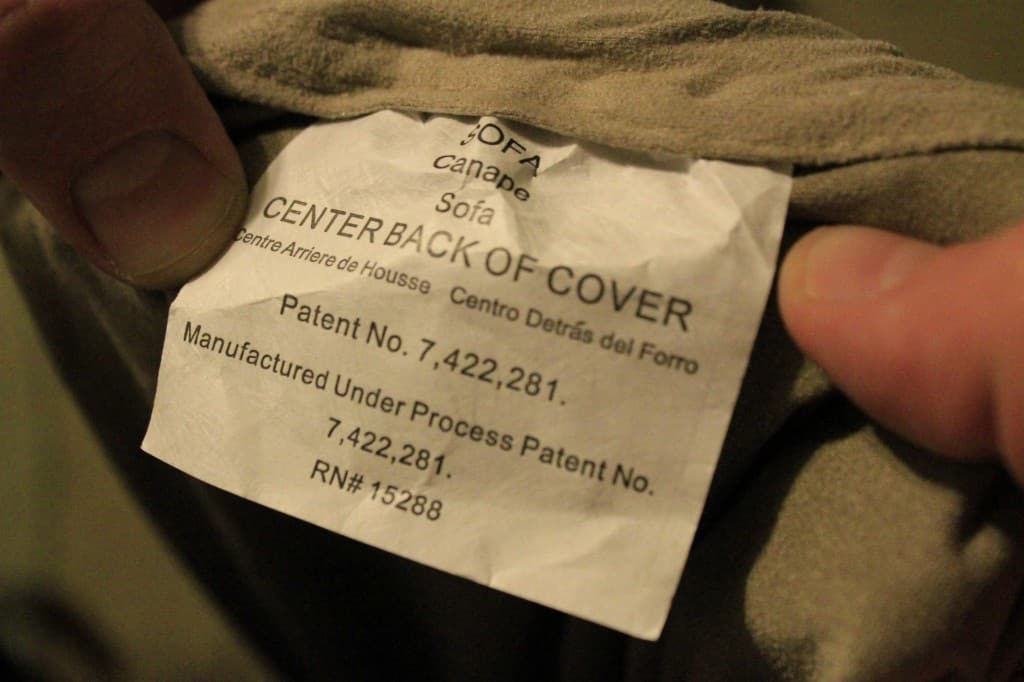 SOFA
Canape
Sofa
CENTER BACK OF COVER
Centre Arriere de Housse Centro Detrás del Forro
Patent No. 7,422,281.
Manufactured Under Process Patent No.
7,422,281.
RN# 15288